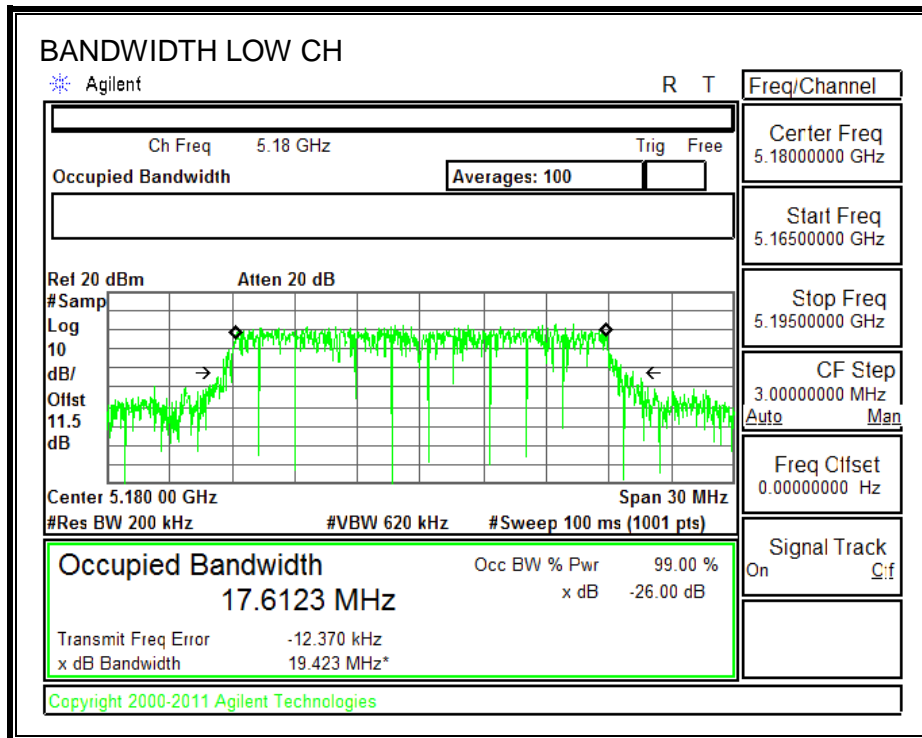 BANDWIDTH LOW CH
Agilent R T
Freq/Channel
Ch Freq 5.18 GHz Trig Free
Occupied Bandwidth Averages: 100
Center Freq
5.18000000 GHz
Start Freq
5.16500000 GHz
Stop Freq
5.19500000 GHz
CF Step
3.00000000 MHz
Auto Man
Freq Offset
0.00000000 Hz
Signal Track
On Off
Ref 20 dBm Atten 20 dB
#Samp
Log
10
dB/
Offst
11.5
dB
Center 5.180 00 GHz Span 30 MHz
#Res BW 200 kHz #VBW 620 kHz #Sweep 100 ms (1001 pts)
Occupied Bandwidth
17.6123 MHz
Occ BW % Pwr 99.00 %
x dB -26.00 dB
Transmit Freq Error -12.370 kHz
x dB Bandwidth 19.423 MHz*
Copyright 2000-2011 Agilent Technologies